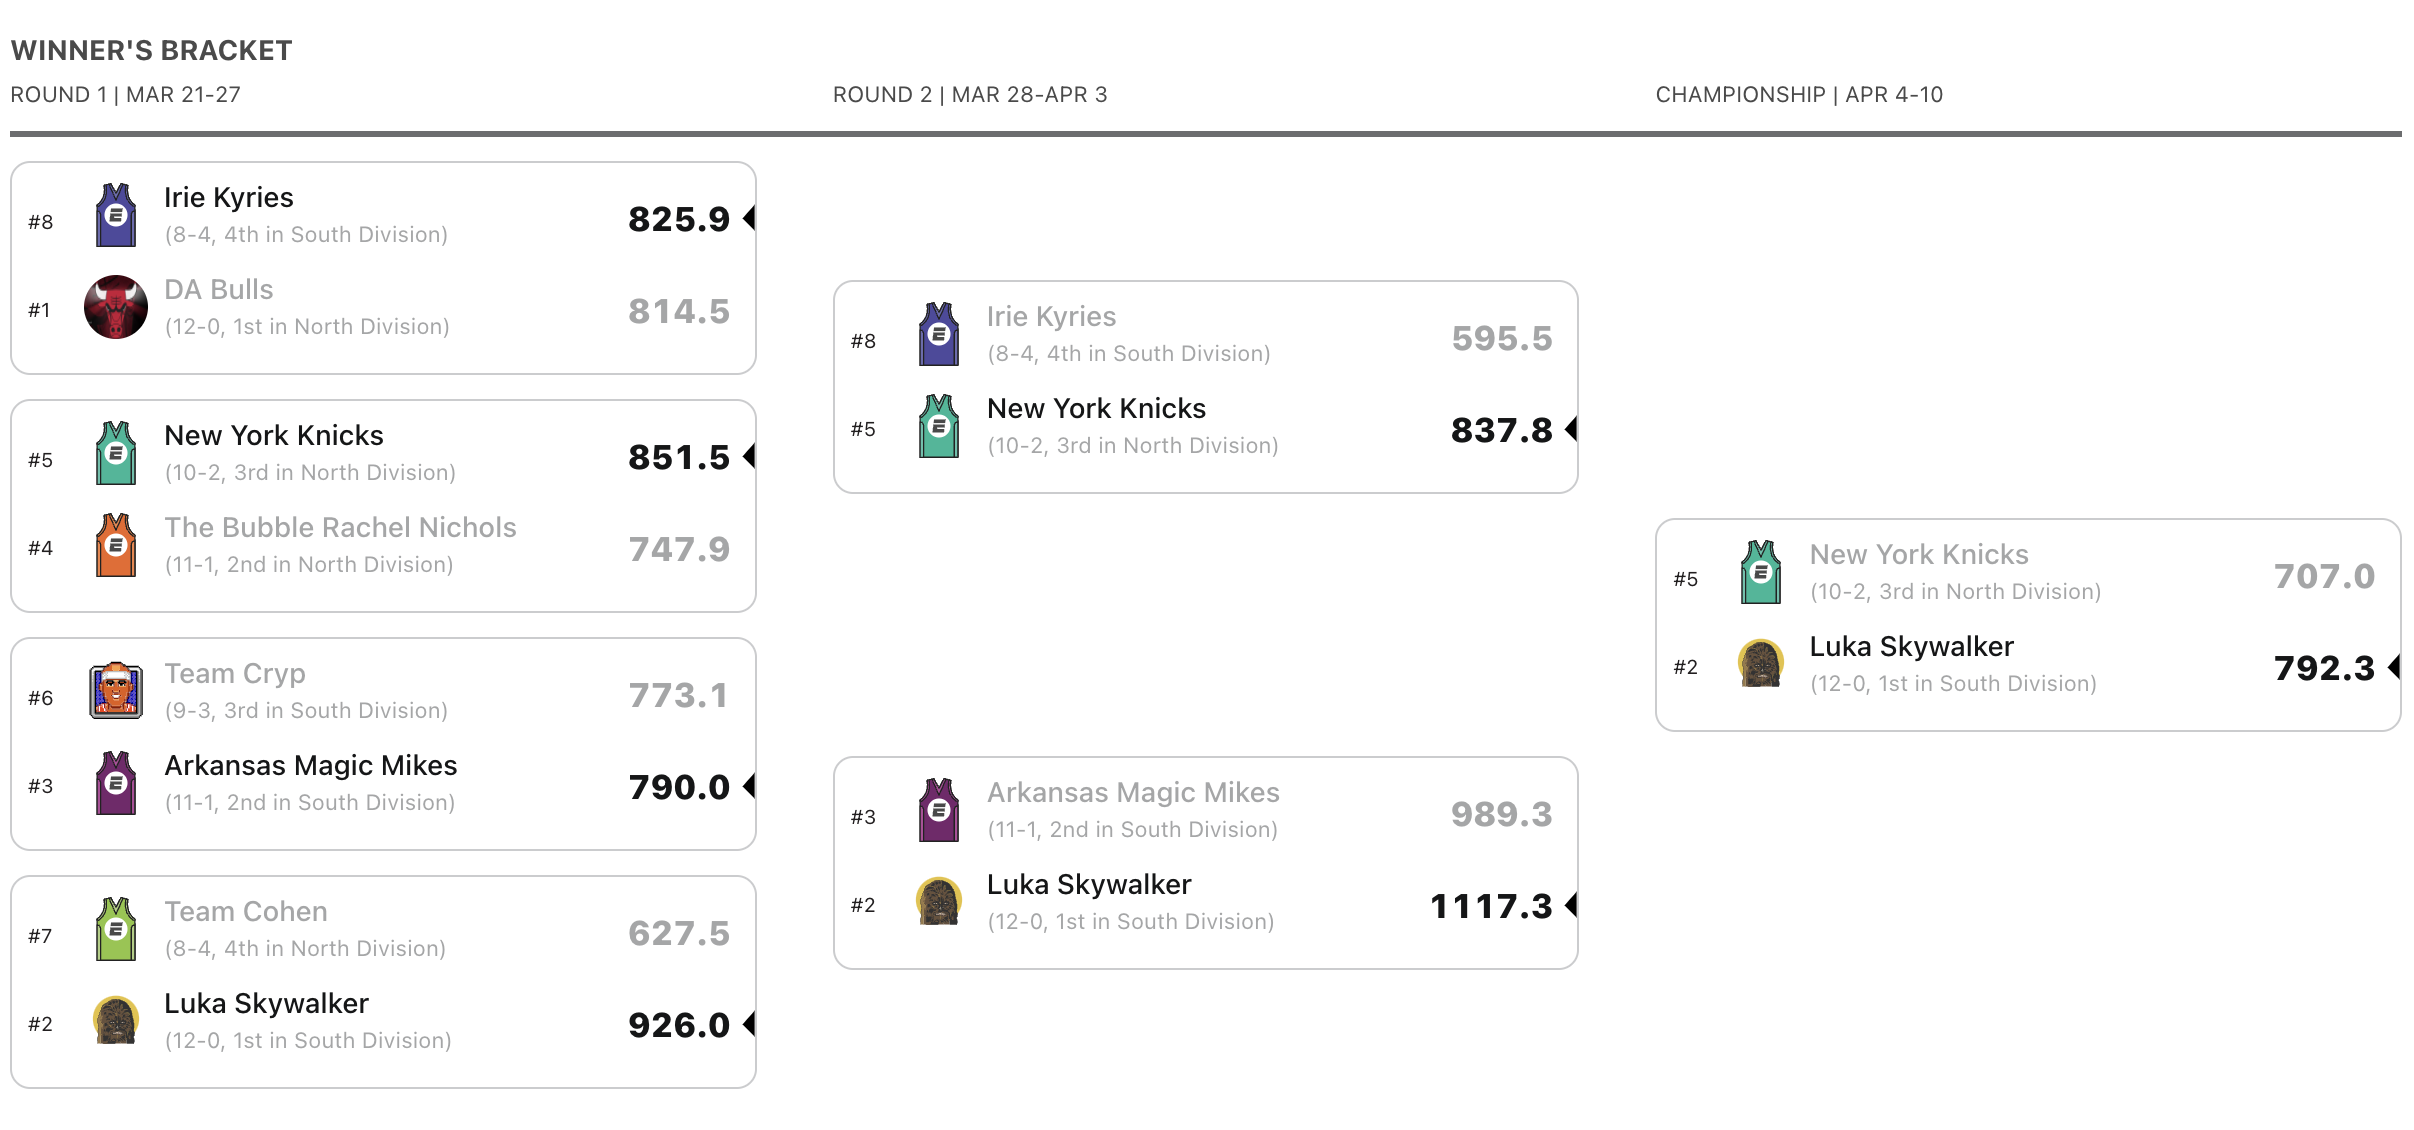 WINNER'S BRACKET
ROUND 1 | MAR 21-27
#8
Irie Kyries
(8-4, 4th in South Division)
825.9
#1
DA Bulls
(12-0, 1st in North Division)
814.5
#5
New York Knicks
(10-2, 3rd in North Division)
851.5
#4
The Bubble Rachel Nichols
(11-1, 2nd in North Division)
747.9
#6
Team Cryp
(9-3, 3rd in South Division)
773.1
#3
Arkansas Magic Mikes
(11-1, 2nd in South Division)
790.0
#7
Team Cohen
(8-4, 4th in North Division)
627.5
#2
Luka Skywalker
(12-0, 1st in South Division)
926.0
ROUND 2 | MAR 28-APR 3
#8
Irie Kyries
(8-4, 4th in South Division)
595.5
#5
New York Knicks
(10-2, 3rd in North Division)
837.8
#3
Arkansas Magic Mikes
(11-1, 2nd in South Division)
989.3
#2
Luka Skywalker
(12-0, 1st in South Division)
1117.3
CHAMPIONSHIP | APR 4-10
#5
New York Knicks
(10-2, 3rd in North Division)
707.0
#2
Luka Skywalker
(12-0, 1st in South Division)
792.3